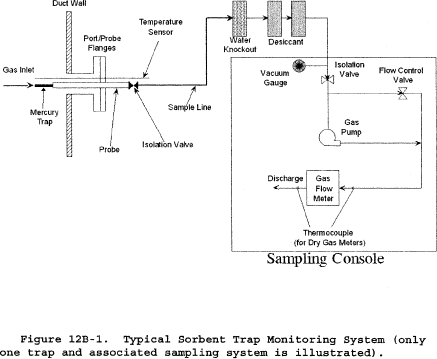 Duct Wall
Port/Probe
Flanges
Temperature
Sensor
Gas Inlet
Mercury
Trap
Probe
Isolation Valve
Sample Line
Water
Knockout
Desiccant
Vacuum
Gauge
Isolation
Valve
Flow Control
Valve
Gas
Pump
Discharge
Gas
Flow
Meter
Thermocouple
(for Dry Gas Meters)
Sampling Console
Figure 12B-1. Typical Sorbent Trap Monitoring System (only
one trap and associated sampling system is illustrated).